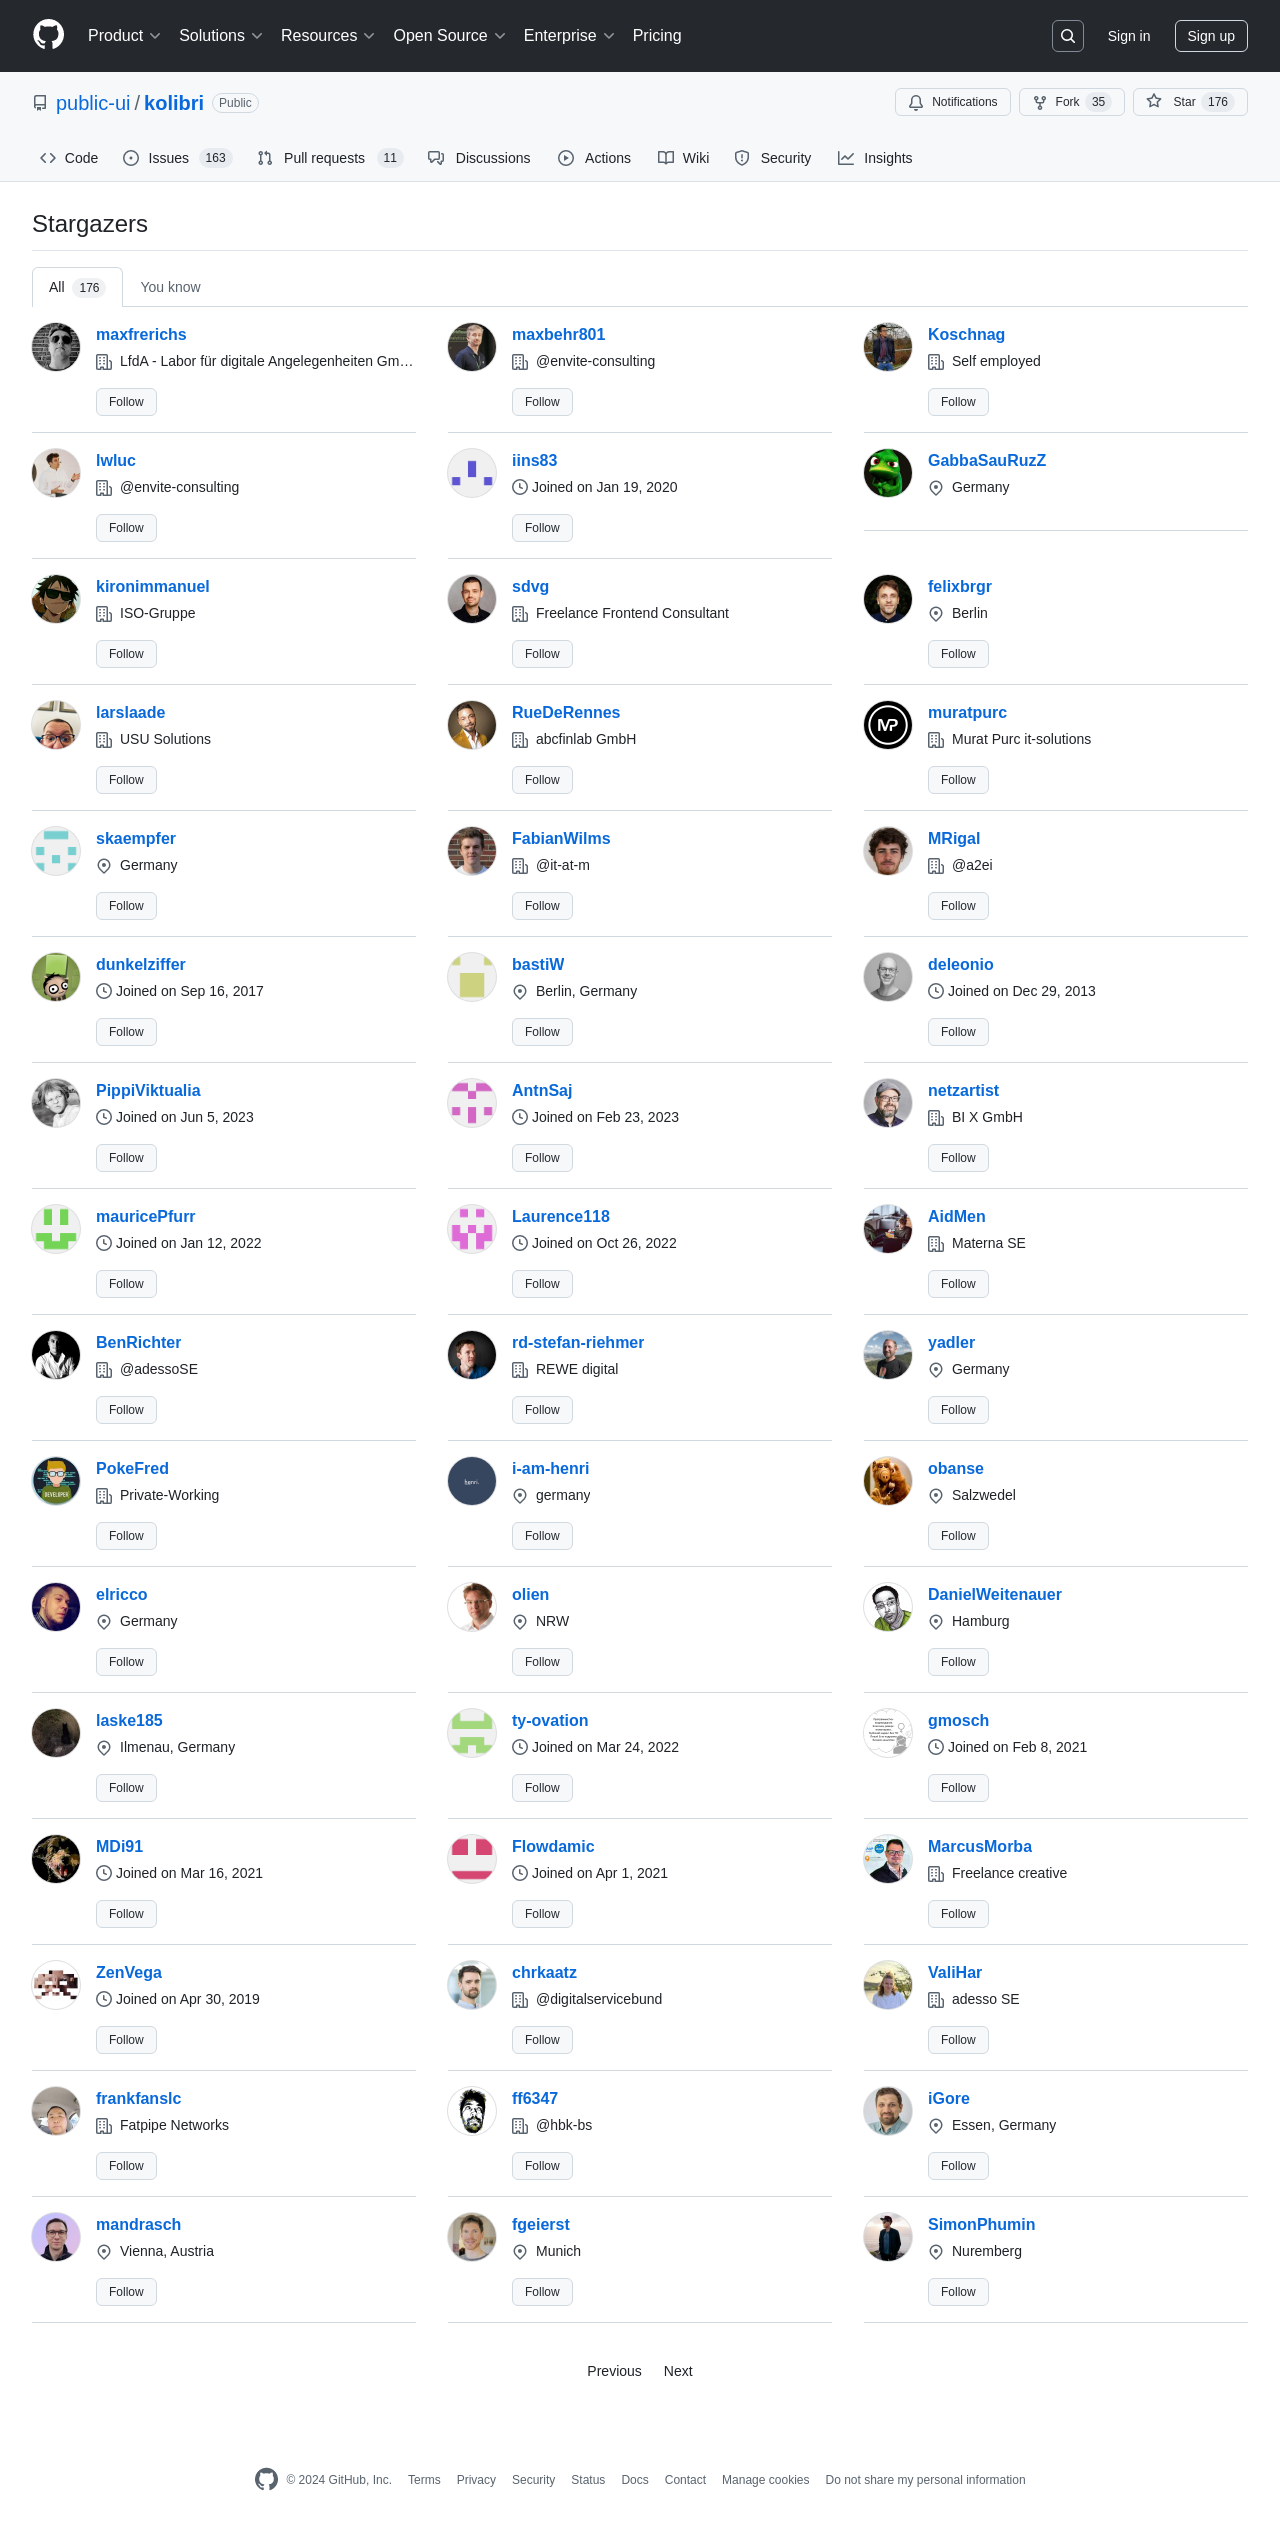 Product Solutions Resources Open Source Enterprise Pricing Sign in Sign up
public-ui / kolibri Public Notifications Fork 35 Star 176
Code Issues 163 Pull requests 11 Discussions Actions Wiki Security Insights
Stargazers
All 176 You know
maxfrerichs maxbehr801 Koschnag
LfdA - Labor für digitale Angelegenheiten Gm… @envite-consulting Self employed
Follow Follow Follow
lwluc iins83 GabbaSauRuzZ
@envite-consulting Joined on Jan 19, 2020 Germany
Follow Follow
kironimmanuel sdvg felixbrgr
ISO-Gruppe Freelance Frontend Consultant Berlin
Follow Follow Follow
larslaade RueDeRennes muratpurc
USU Solutions abcfinlab GmbH Murat Purc it-solutions
Follow Follow Follow
skaempfer FabianWilms MRigal
Germany @it-at-m @a2ei
Follow Follow Follow
dunkelziffer bastiW deleonio
Joined on Sep 16, 2017 Berlin, Germany Joined on Dec 29, 2013
Follow Follow Follow
PippiViktualia AntnSaj netzartist
Joined on Jun 5, 2023 Joined on Feb 23, 2023 BI X GmbH
Follow Follow Follow
mauricePfurr Laurence118 AidMen
Joined on Jan 12, 2022 Joined on Oct 26, 2022 Materna SE
Follow Follow Follow
BenRichter rd-stefan-riehmer yadler
@adessoSE REWE digital Germany
Follow Follow Follow
PokeFred i-am-henri obanse
Private-Working germany Salzwedel
Follow Follow Follow
elricco olien DanielWeitenauer
Germany NRW Hamburg
Follow Follow Follow
laske185 ty-ovation gmosch
Ilmenau, Germany Joined on Mar 24, 2022 Joined on Feb 8, 2021
Follow Follow Follow
MDi91 Flowdamic MarcusMorba
Joined on Mar 16, 2021 Joined on Apr 1, 2021 Freelance creative
Follow Follow Follow
ZenVega chrkaatz ValiHar
Joined on Apr 30, 2019 @digitalservicebund adesso SE
Follow Follow Follow
frankfanslc ff6347 iGore
Fatpipe Networks @hbk-bs Essen, Germany
Follow Follow Follow
mandrasch fgeierst SimonPhumin
Vienna, Austria Munich Nuremberg
Follow Follow Follow
Previous Next
© 2024 GitHub, Inc. Terms Privacy Security Status Docs Contact Manage cookies Do not share my personal information